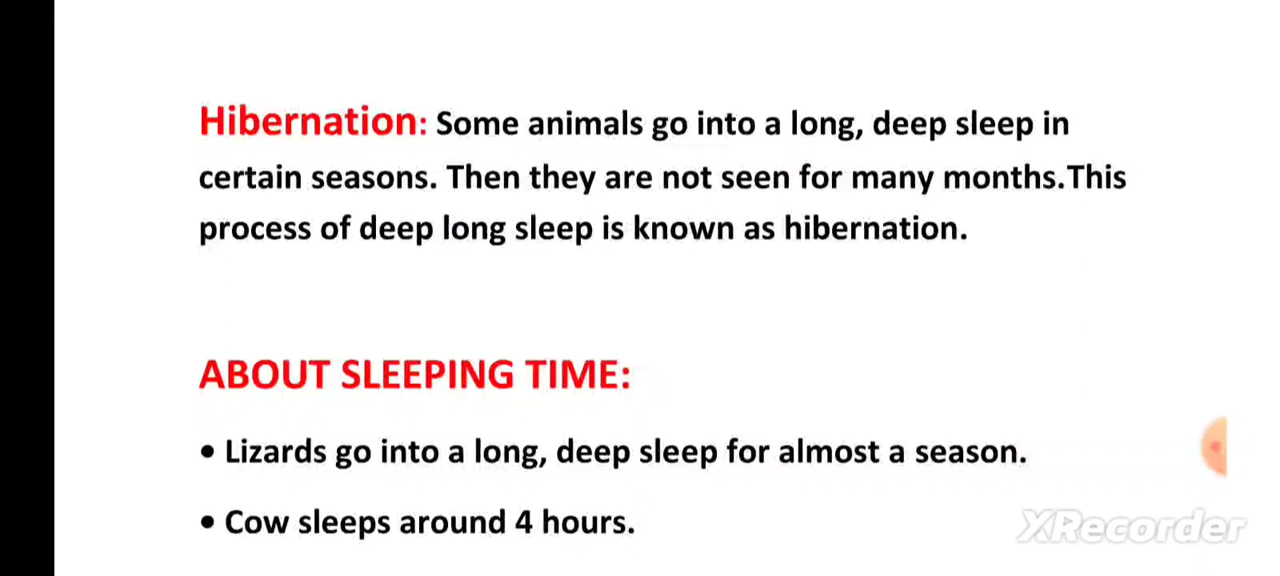 Hibernation: Some animals go into a long, deep sleep in
certain seasons. Then they are not seen for many months.This
process of deep long sleep is known as hibernation.
ABOUT SLEEPING TIME:
• Lizards go into a long, deep sleep for almost a season.
• Cow sleeps around 4 hours.
XRecorder